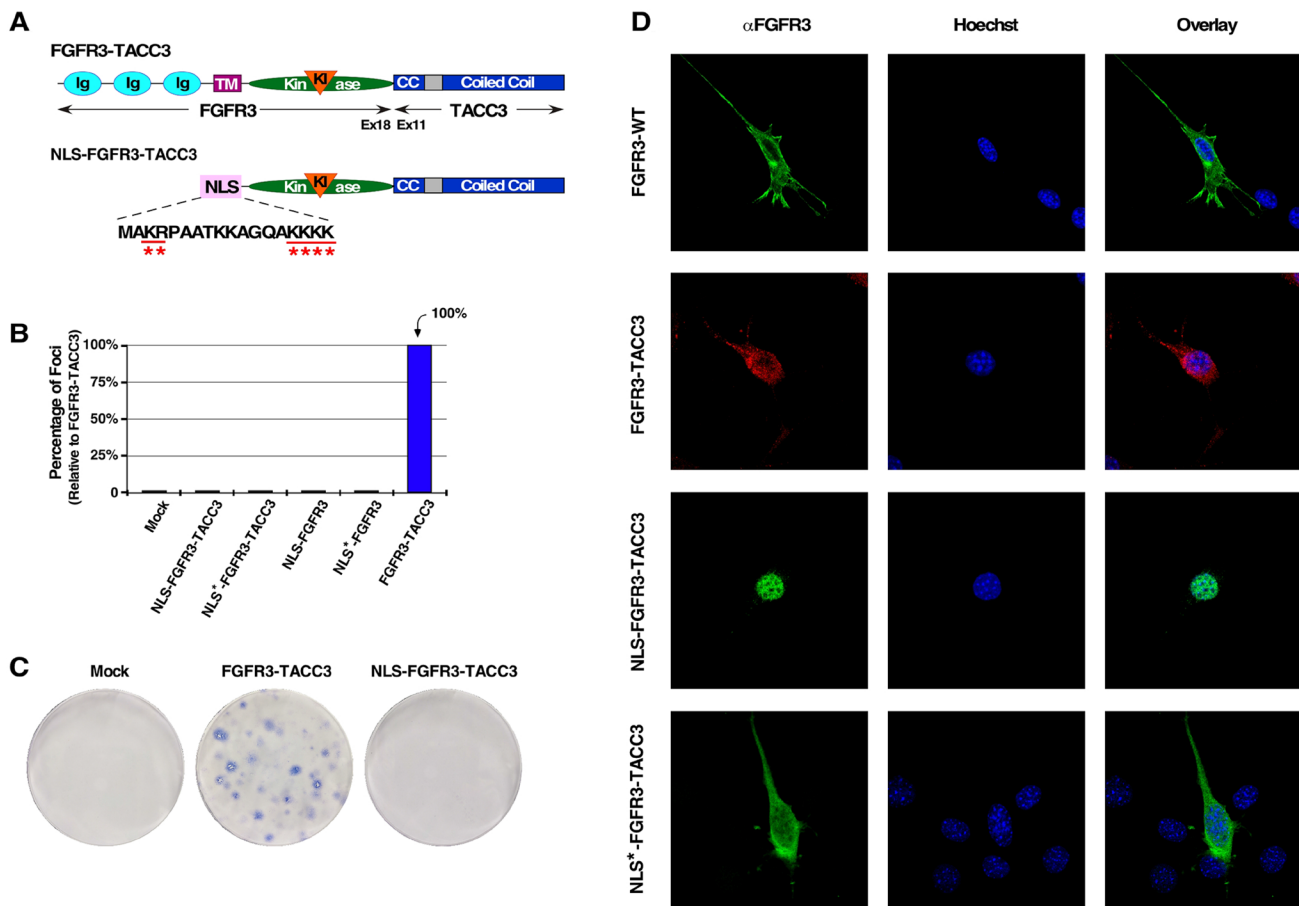 A
FGFR3-TACC3
Ig Ig Ig TM Kin KI ase CC Coiled Coil
FGFR3 TACC3
Ex18 Ex11
NLS-FGFR3-TACC3
NLS Kin KI ase CC Coiled Coil
MAKRPAATKKAGQAKKKK
** ****
B
100%
Percentage of Foci
(Relative to FGFR3-TACC3)
100%
75%
50%
25%
0
Mock
NLS-FGFR3-TACC3
NLS*-FGFR3-TACC3
NLS-FGFR3
NLS*-FGFR3
FGFR3-TACC3
C
Mock FGFR3-TACC3 NLS-FGFR3-TACC3
D
αFGFR3 Hoechst Overlay
FGFR3-WT
FGFR3-TACC3
NLS-FGFR3-TACC3
NLS*-FGFR3-TACC3